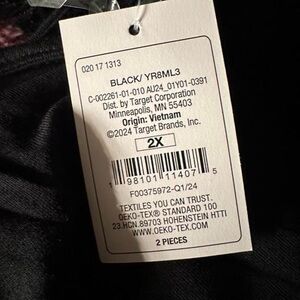 020 17 1313
BLACK/ YR8ML3
C-002261-01-010 AU24_01Y01-0391
Dist. by Target Corporation
Minneapolis, MN 55403
Origin: Vietnam
©2024 Target Brands, Inc.
2X
1 98101 11407 5
F00375972-Q1/24
TEXTILES YOU CAN TRUST.
OEKO-TEX® STANDARD 100
23.HCN.89703 HOHENSTEIN HTTI
WWW.OEKO-TEX.COM
2 PIECES